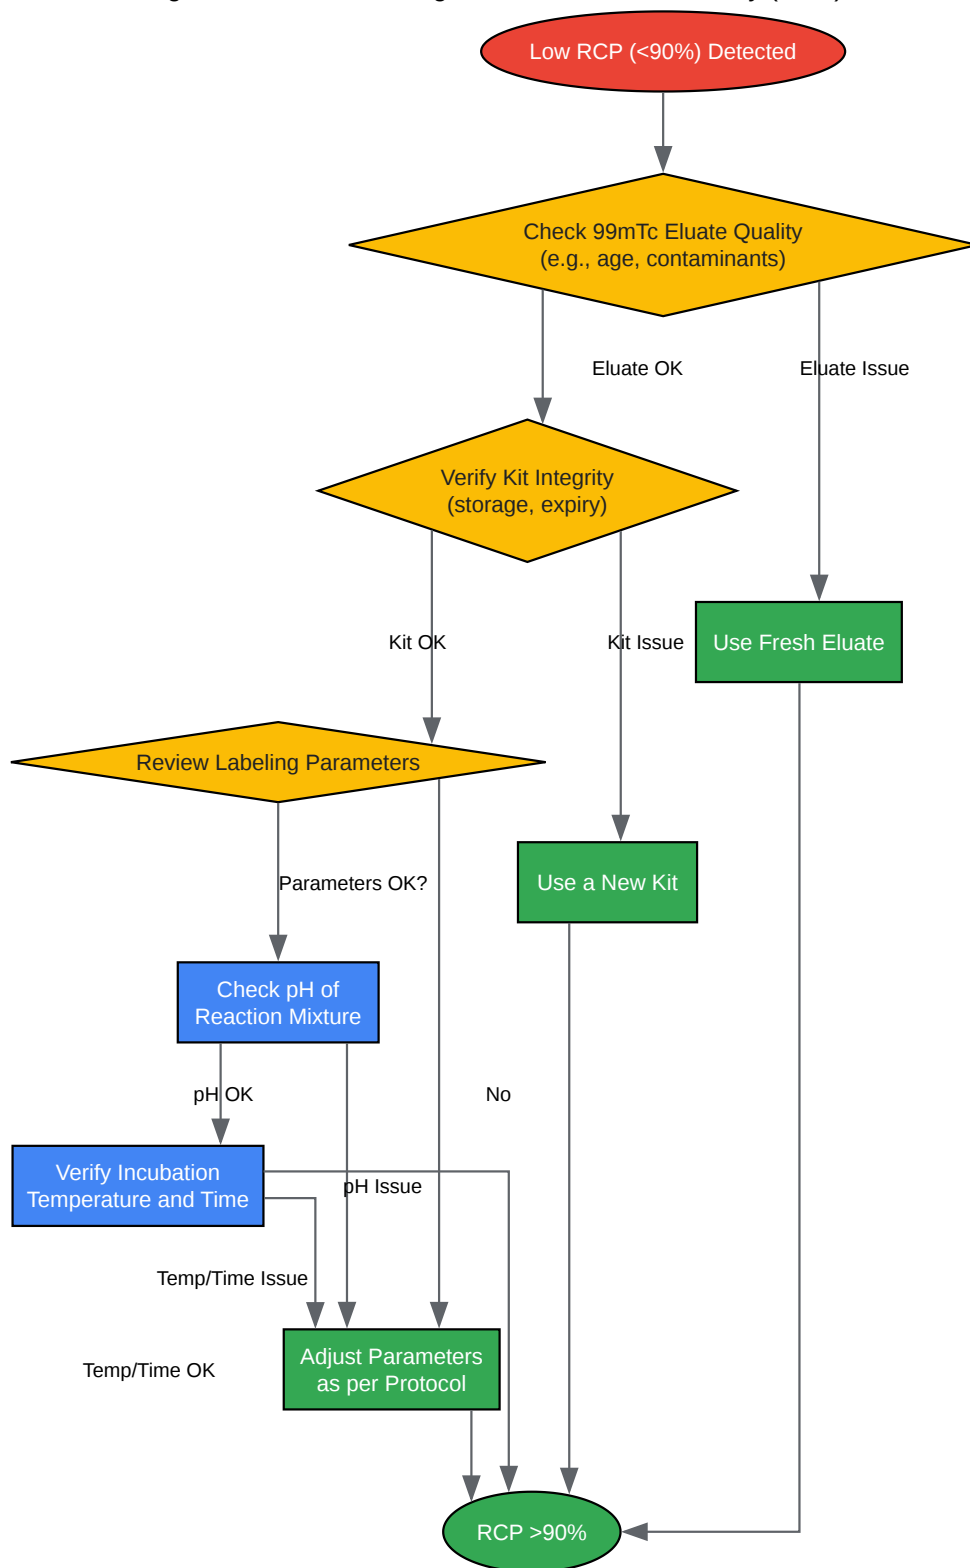 Low RCP (<90%) Detected
Check 99mTc Eluate Quality
(e.g., age, contaminants)
Eluate OK
Eluate Issue
Verify Kit Integrity
(storage, expiry)
Kit OK
Kit Issue
Use Fresh Eluate
Review Labeling Parameters
Parameters OK?
Use a New Kit
Check pH of
Reaction Mixture
pH OK
No
Verify Incubation
Temperature and Time
pH Issue
Temp/Time Issue
Adjust Parameters
as per Protocol
Temp/Time OK
RCP >90%